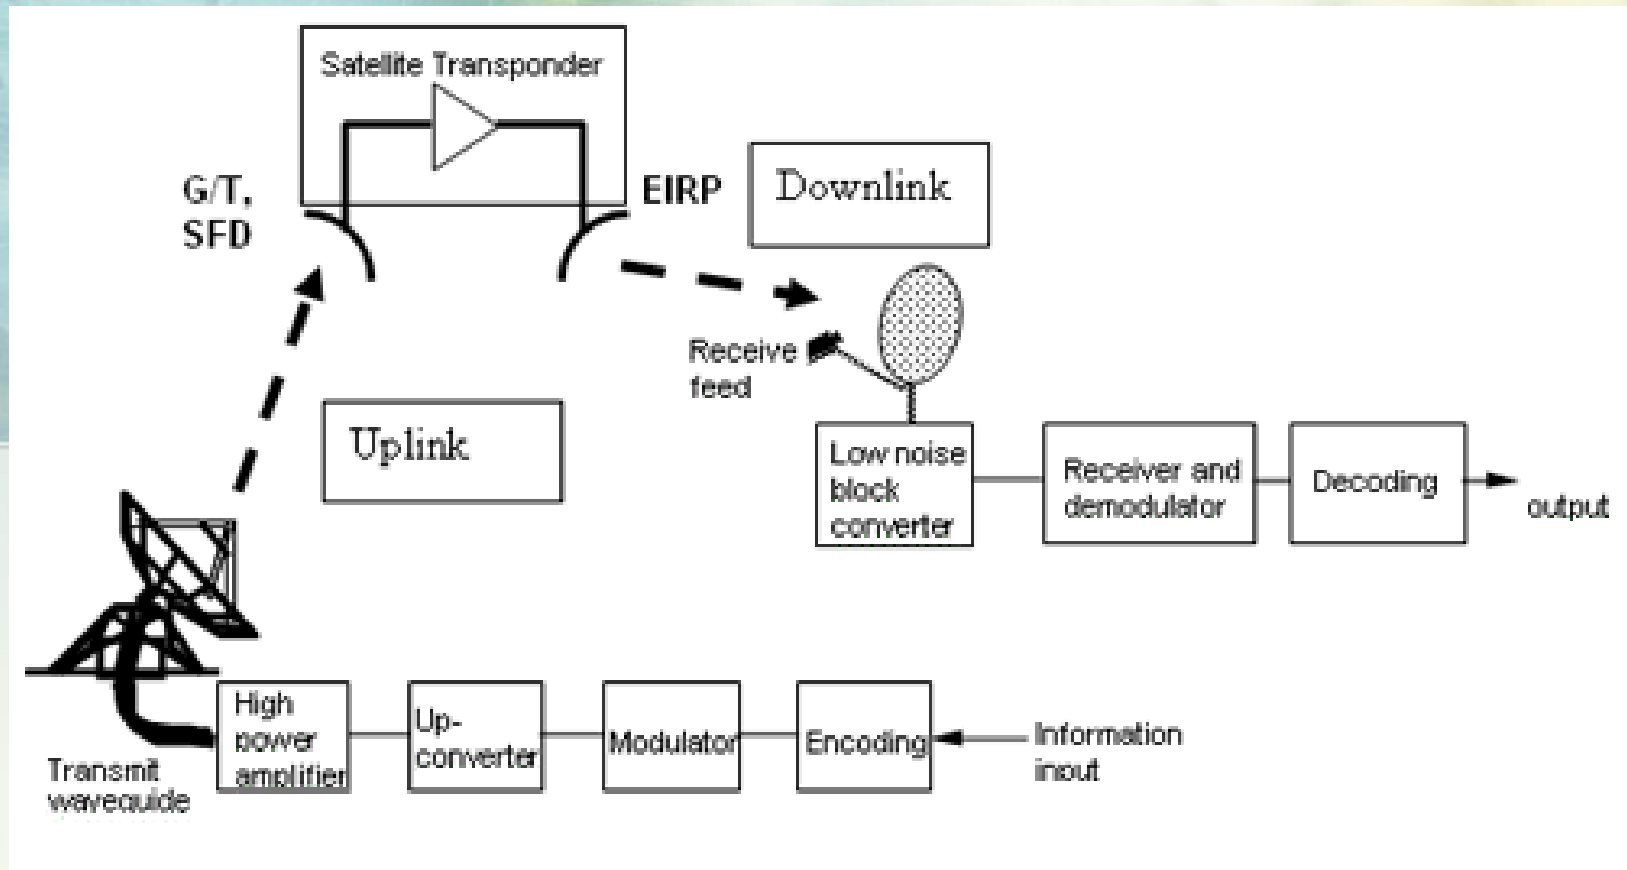 Satellite Transponder
G/T,
SFD
EIRP
Downlink
Receive
feed
Uplink
Low noise
block
converter
Receiver and
demodulator
Decoding
output
High
power
amplifier
Up-
converter
Modulator
Encoding
Information
inout
Transmit
waveguide